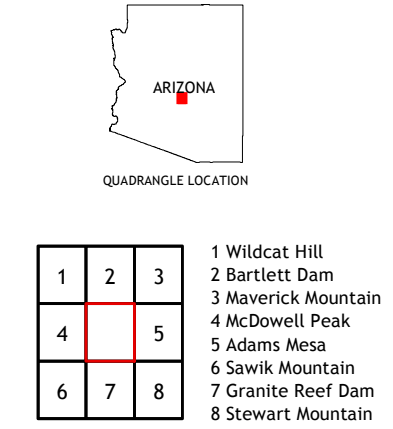 ARIZONA
QUADRANGLE LOCATION
1 2 3
4 5
6 7 8
1 Wildcat Hill
2 Bartlett Dam
3 Maverick Mountain
4 McDowell Peak
5 Adams Mesa
6 Sawik Mountain
7 Granite Reef Dam
8 Stewart Mountain